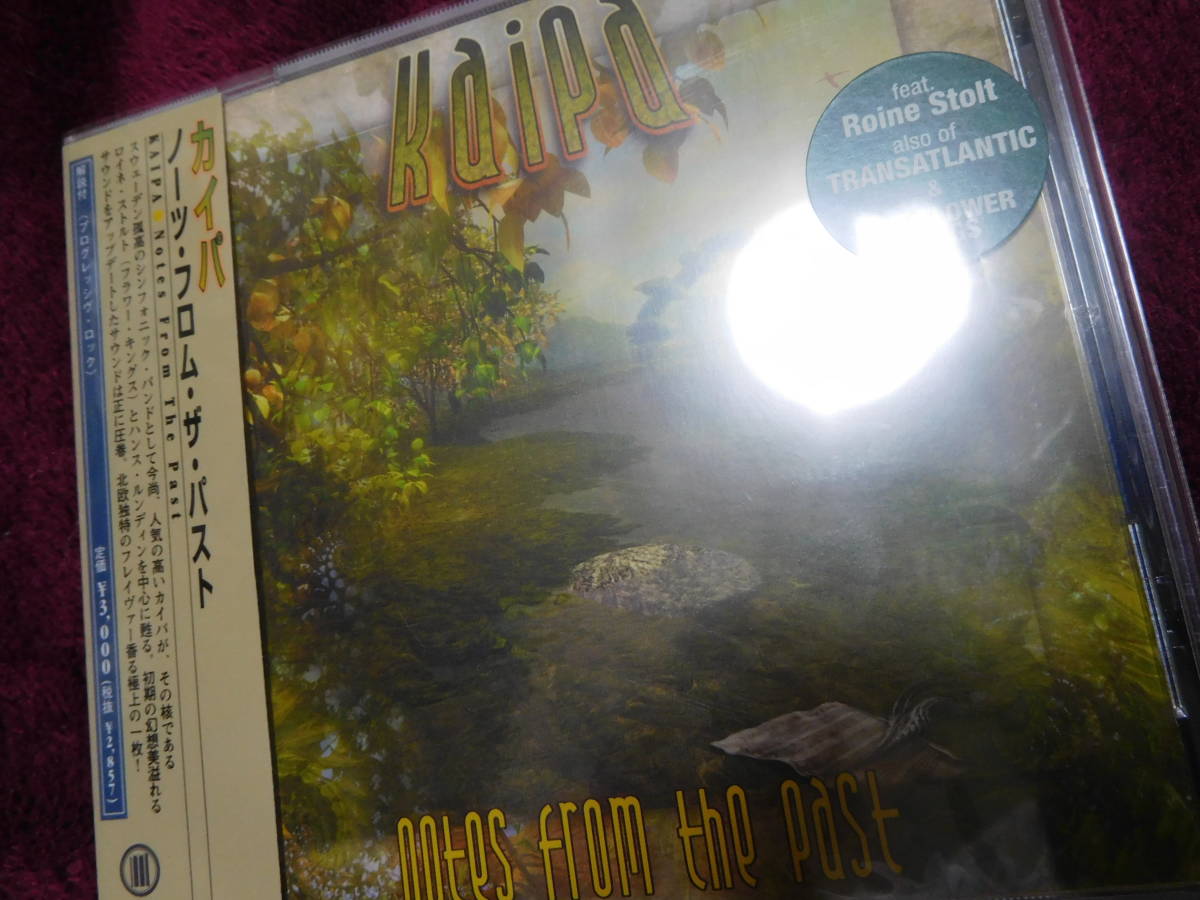 カイパ
ノーツ・フロム・ザ・パスト
KAIPA ● Notes From The Past
スウェーデン孤高のシンフォニック・バンドとして今尚、人気の高いカイパが、その核である
ロイネ・ストルト（フラワー・キングス）とハンス・ルンディンを中心に甦る。初期の幻想美溢れる
サウンドをアップデートしたサウンドは正に圧巻。北欧独特のフレイヴァー香る極上の一枚！
解説付 （プログレッシヴ・ロック）
定価 ¥3,000（税抜 ¥2,857）
Kaipa
feat.
Roine Stolt
also of
TRANSATLANTIC
&
notes from the past